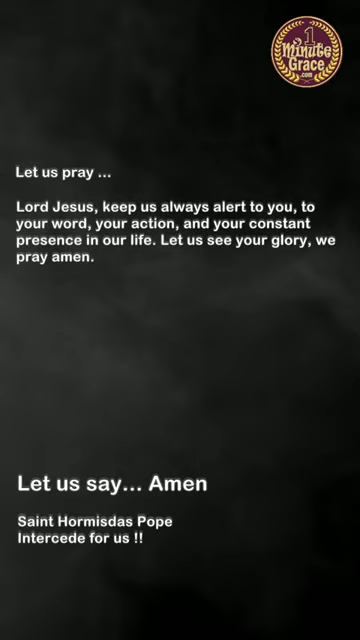 1
Minute
Grace
.com
Let us pray ...
Lord Jesus, keep us always alert to you, to
your word, your action, and your constant
presence in our life. Let us see your glory, we
pray amen.
Let us say... Amen
Saint Hormisdas Pope
Intercede for us !!